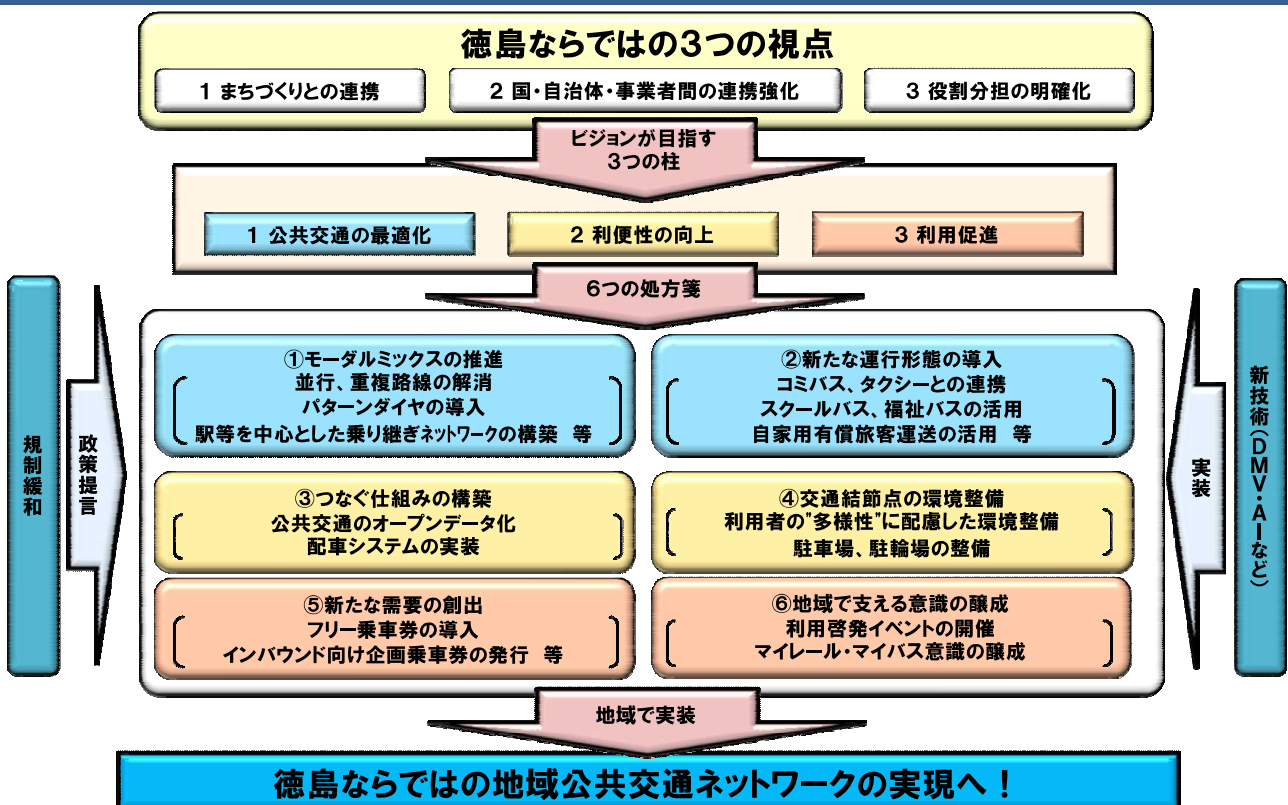 徳島ならではの3つの視点
1 まちづくりとの連携
2 国・自治体・事業者間の連携強化
3 役割分担の明確化
ビジョンが目指す
3つの柱
1 公共交通の最適化
2 利便性の向上
3 利用促進
6つの処方箋
規制緩和
政策提言
①モーダルミックスの推進
並行、重複路線の解消
パターンダイヤの導入
駅等を中心とした乗り継ぎネットワークの構築 等
②新たな運行形態の導入
コミバス、タクシーとの連携
スクールバス、福祉バスの活用
自家用有償旅客運送の活用 等
③つなぐ仕組みの構築
公共交通のオープンデータ化
配車システムの実装
④交通結節点の環境整備
利用者の"多様性"に配慮した環境整備
駐車場、駐輪場の整備
⑤新たな需要の創出
フリー乗車券の導入
インバウンド向け企画乗車券の発行 等
⑥地域で支える意識の醸成
利用啓発イベントの開催
マイレール・マイバス意識の醸成
実装
新技術(DMV・AIなど)
地域で実装
徳島ならではの地域公共交通ネットワークの実現へ!